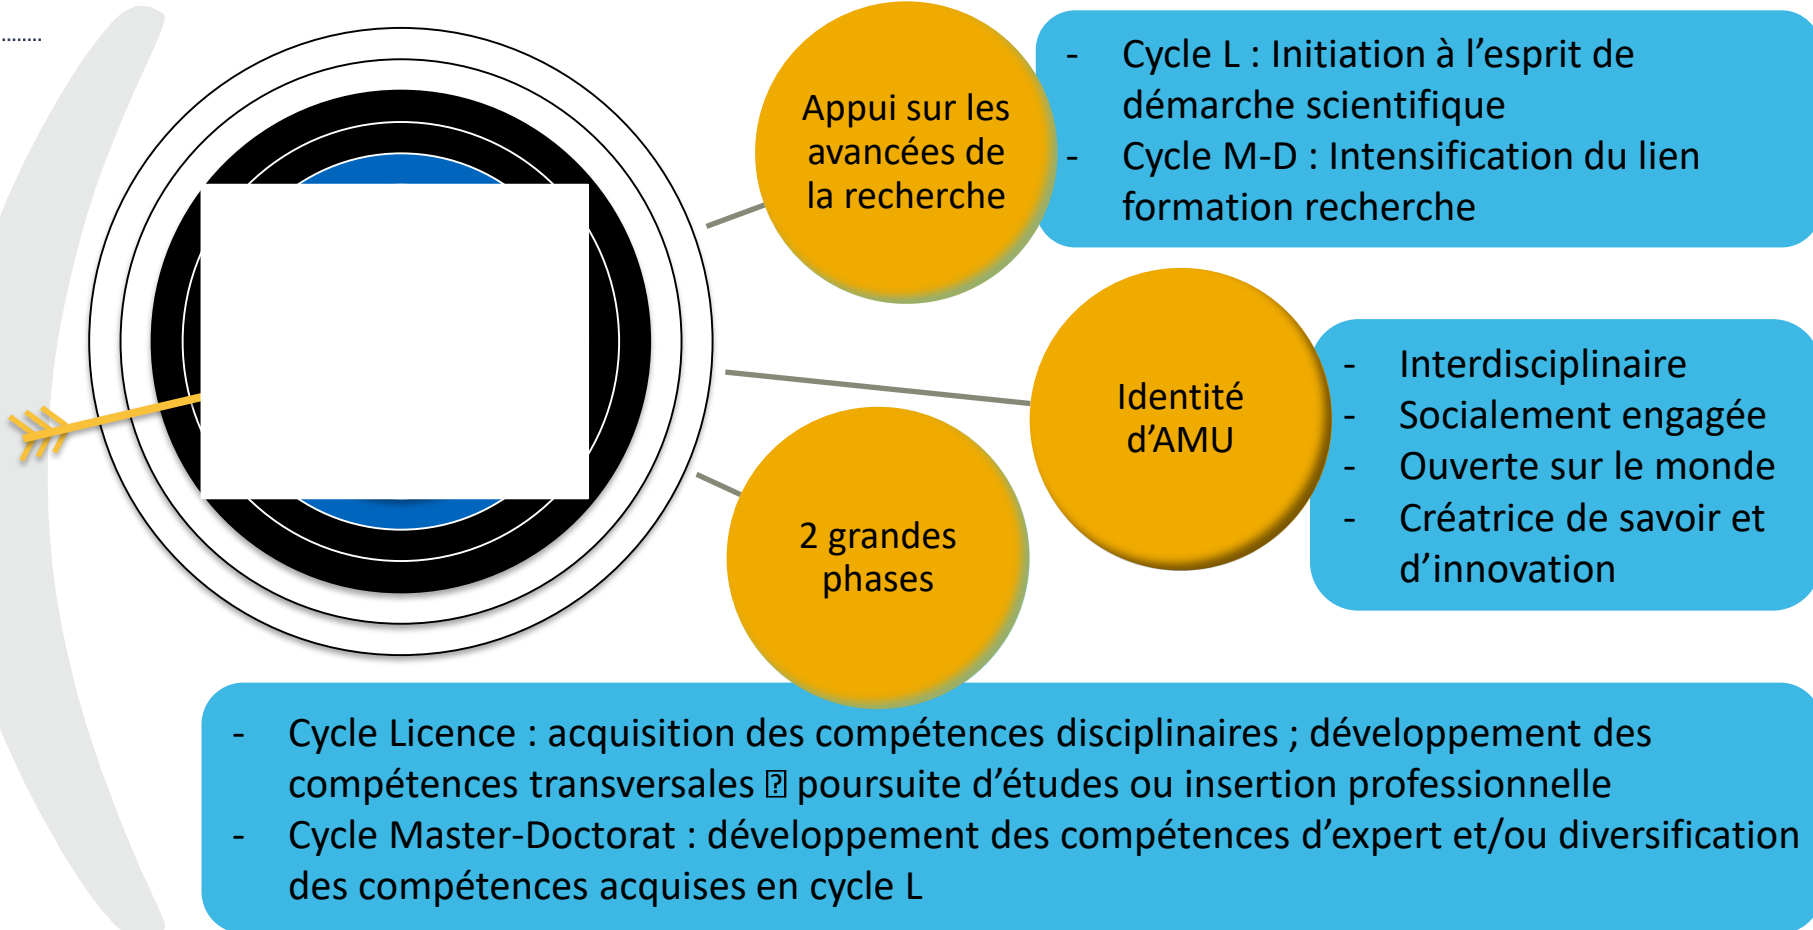 ........
Appui sur les
avancées de
la recherche
- Cycle L : Initiation à l’esprit de
démarche scientifique
- Cycle M-D : Intensification du lien
formation recherche
Identité
d’AMU
- Interdisciplinaire
- Socialement engagée
- Ouverte sur le monde
- Créatrice de savoir et
d’innovation
2 grandes
phases
- Cycle Licence : acquisition des compétences disciplinaires ; développement des
compétences transversales ⍰ poursuite d’études ou insertion professionnelle
- Cycle Master-Doctorat : développement des compétences d’expert et/ou diversification
des compétences acquises en cycle L